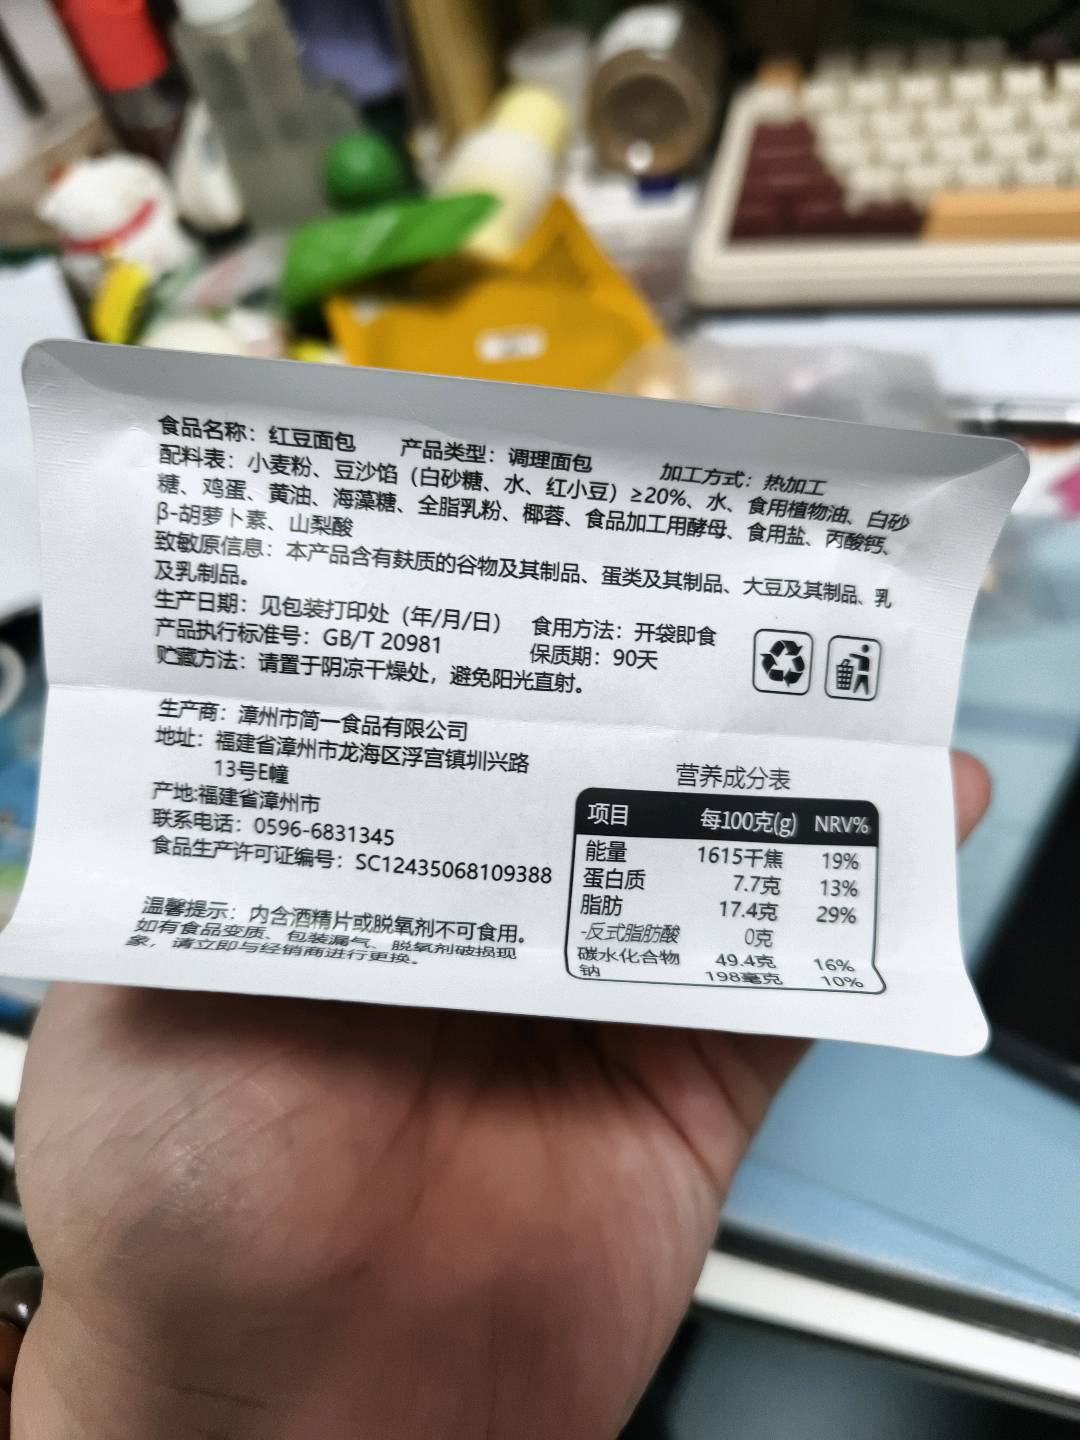 食品名称：红豆面包 产品类型：调理面包 加工方式：热加工
配料表：小麦粉、豆沙馅（白砂糖、水、红小豆）≥20%、水、食用植物油、白砂
糖、鸡蛋、黄油、海藻糖、全脂乳粉、椰蓉、食品加工用酵母、食用盐、丙酸钙、
β-胡萝卜素、山梨酸
致敏原信息：本产品含有麸质的谷物及其制品、蛋类及其制品、大豆及其制品、乳
及乳制品。
生产日期：见包装打印处（年/月/日） 食用方法：开袋即食
产品执行标准号：GB/T 20981 保质期：90天
贮藏方法：请置于阴凉干燥处，避免阳光直射。
生产商：漳州市简一食品有限公司
地址：福建省漳州市龙海区浮宫镇圳兴路
13号E幢
产地:福建省漳州市
联系电话：0596-6831345
食品生产许可证编号：SC12435068109388
温馨提示：内含酒精片或脱氧剂不可食用。
如有食品变质、包装漏气、脱氧剂破损现
象，请立即与经销商进行更换。
营养成分表
项目 每100克(g) NRV%
能量 1615千焦 19%
蛋白质 7.7克 13%
脂肪 17.4克 29%
-反式脂肪酸 0克
碳水化合物 49.4克 16%
钠 198毫克 10%